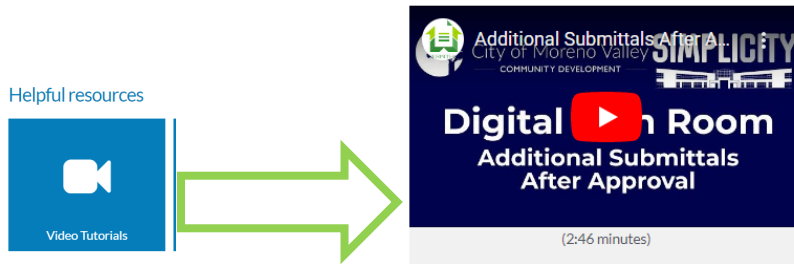 Helpful resources
Video Tutorials
Additional Submittals After A...
City of Moreno Valley SIMPLICITY
COMMUNITY DEVELOPMENT
Digital Room
Additional Submittals
After Approval
(2:46 minutes)